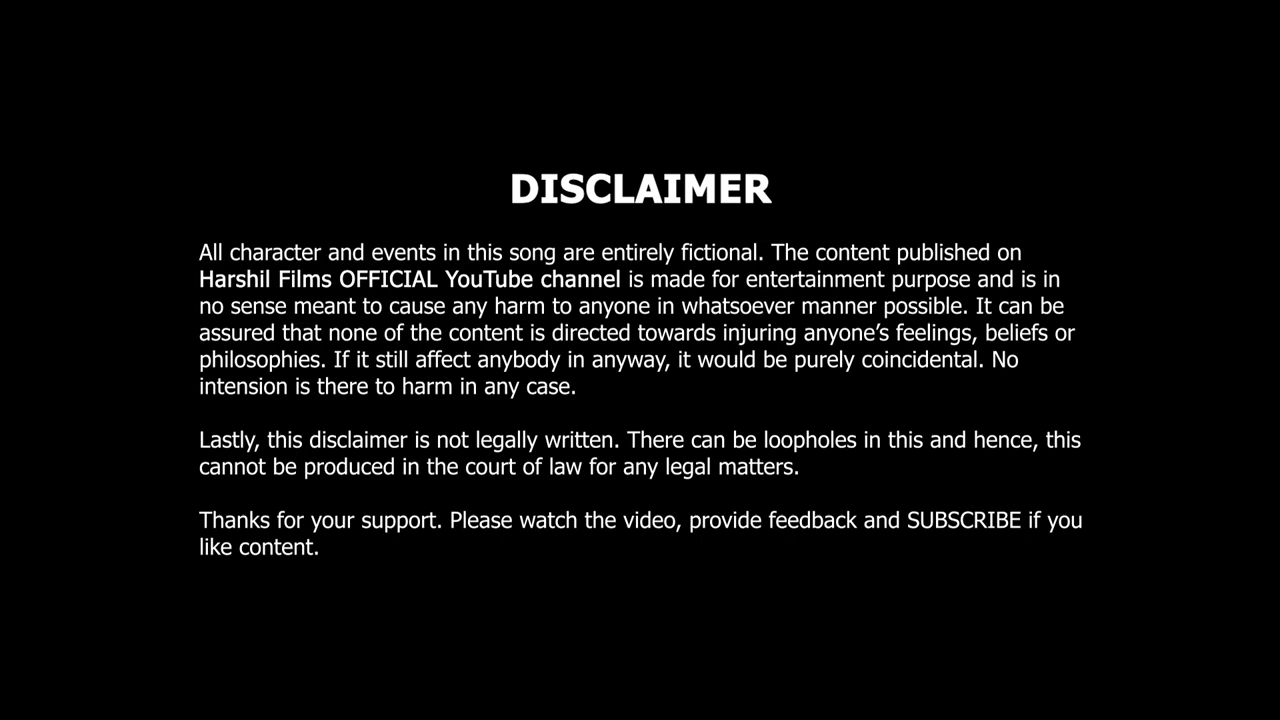 DISCLAIMER
All character and events in this song are entirely fictional. The content published on
Harshil Films OFFICIAL YouTube channel is made for entertainment purpose and is in
no sense meant to cause any harm to anyone in whatsoever manner possible. It can be
assured that none of the content is directed towards injuring anyone’s feelings, beliefs or
philosophies. If it still affect anybody in anyway, it would be purely coincidental. No
intension is there to harm in any case.
Lastly, this disclaimer is not legally written. There can be loopholes in this and hence, this
cannot be produced in the court of law for any legal matters.
Thanks for your support. Please watch the video, provide feedback and SUBSCRIBE if you
like content.